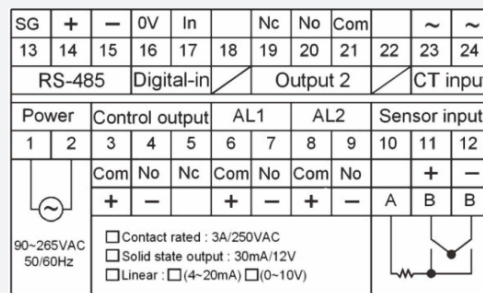 SG + − 0V In Nc No Com ~ ~
13 14 15 16 17 18 19 20 21 22 23 24
RS-485 Digital-in Output 2 CT input
Power Control output AL1 AL2 Sensor input
1 2 3 4 5 6 7 8 9 10 11 12
Com No Nc Com No Com No + −
+ − + − + − A B B
90~265VAC
50/60Hz
☐Contact rated : 3A/250VAC
☐Solid state output : 30mA/12V
☐Linear : ☐(4~20mA) ☐(0~10V)